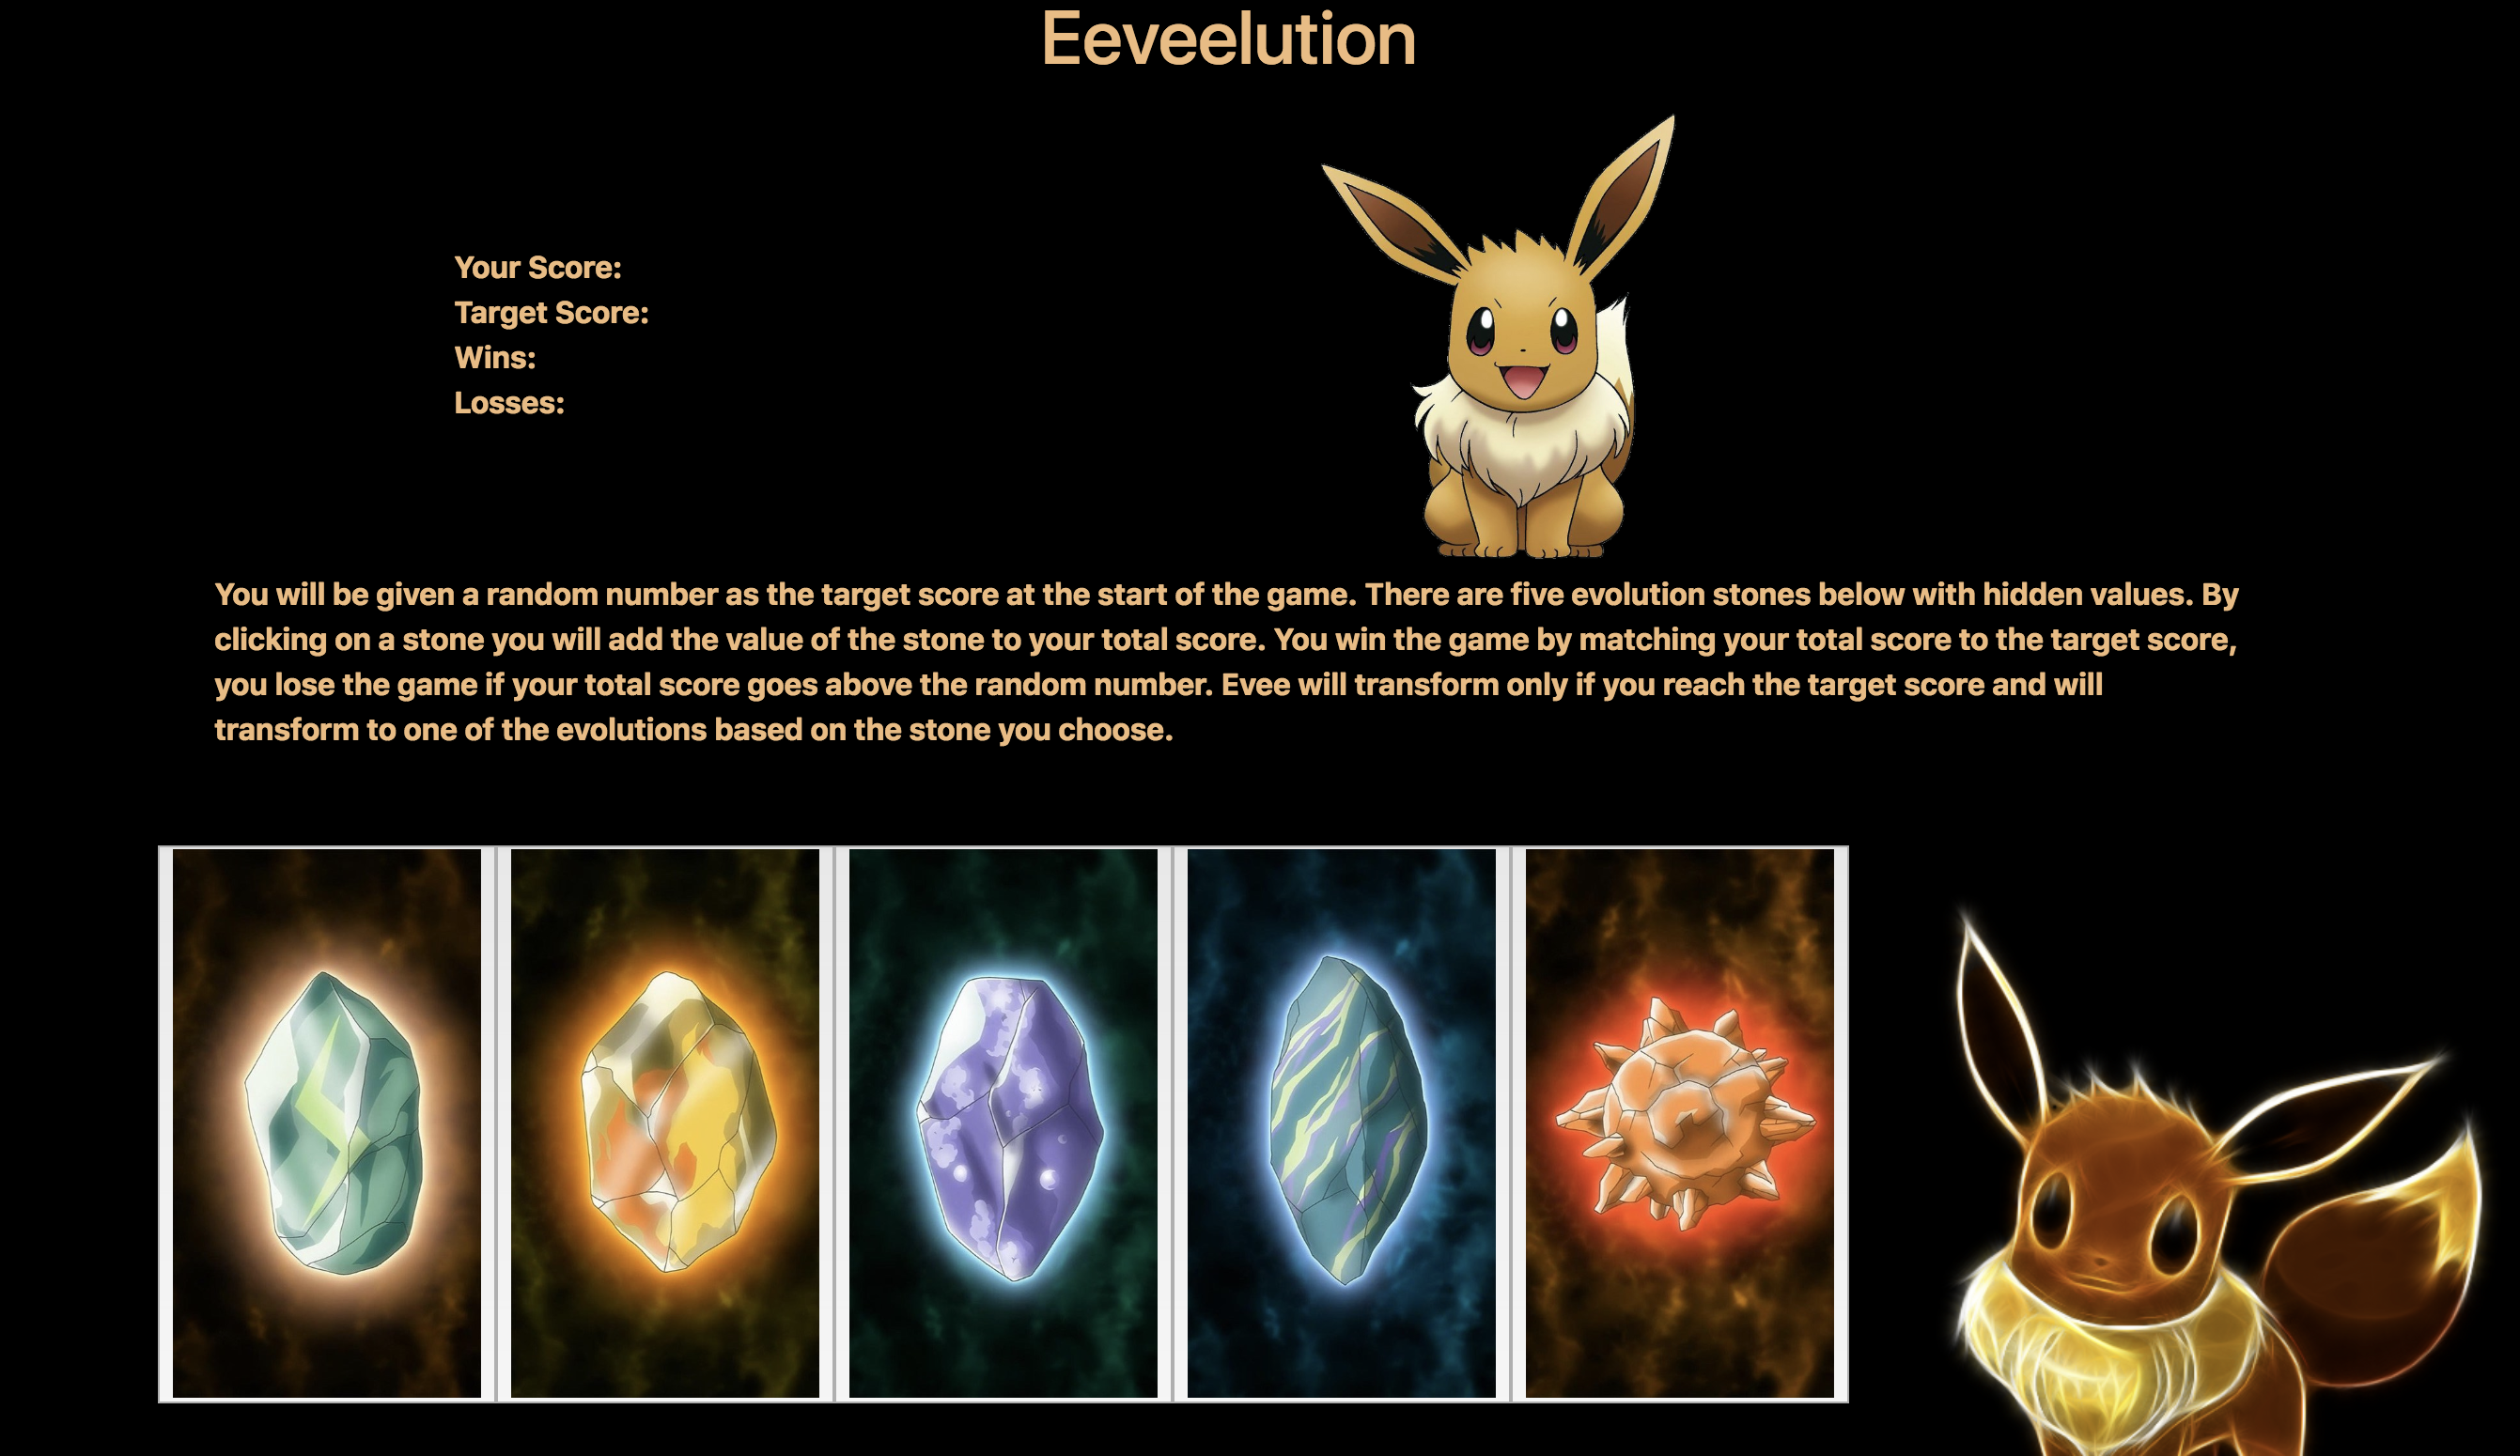 Eeveelution
Your Score:
Target Score:
Wins:
Losses:
You will be given a random number as the target score at the start of the game. There are five evolution stones below with hidden values. By
clicking on a stone you will add the value of the stone to your total score. You win the game by matching your total score to the target score,
you lose the game if your total score goes above the random number. Evee will transform only if you reach the target score and will
transform to one of the evolutions based on the stone you choose.